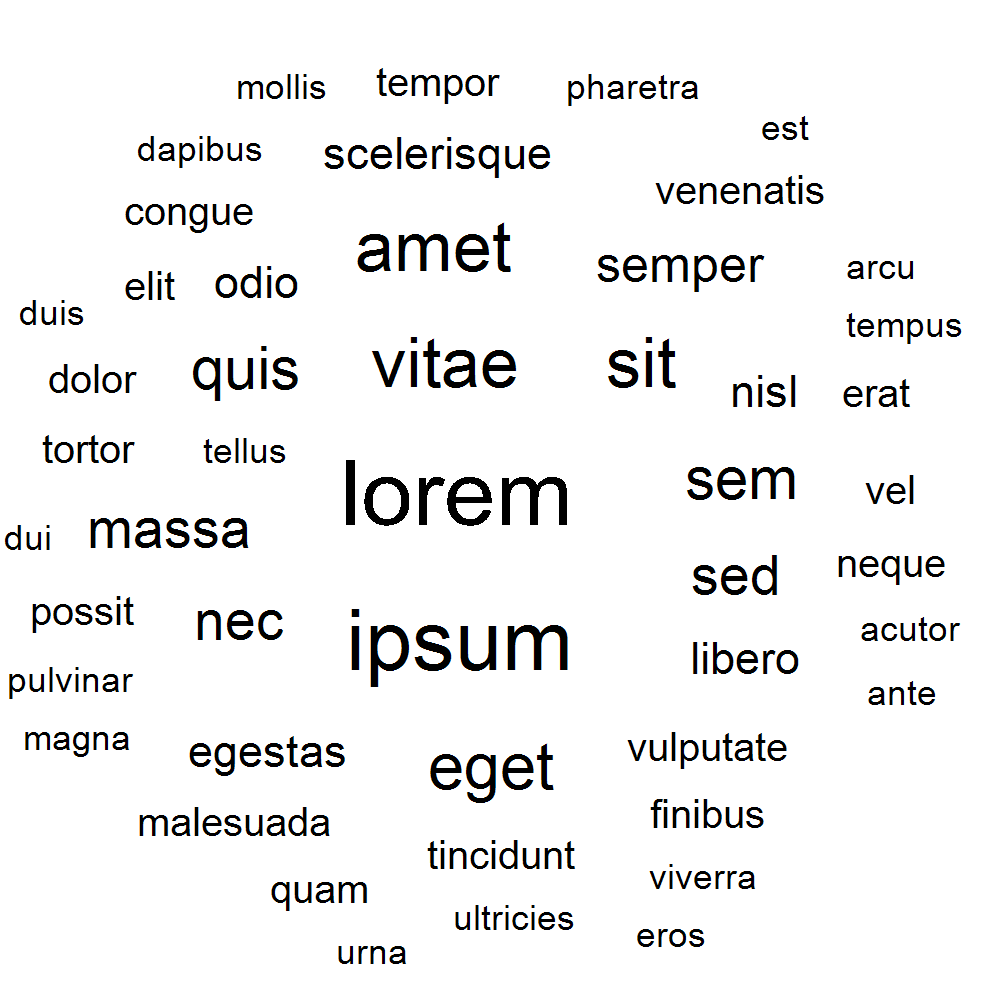 mollis tempor pharetra
est
dapibus scelerisque
venenatis
congue
amet semper arcu
elit odio
duis tempus
dolor quis vitae sit nisl erat
tortor tellus
lorem sem vel
dui massa
sed neque
possit nec ipsum acutor
libero
pulvinar ante
magna egestas eget vulputate
malesuada finibus
tincidunt
quam viverra
ultricies eros
urna